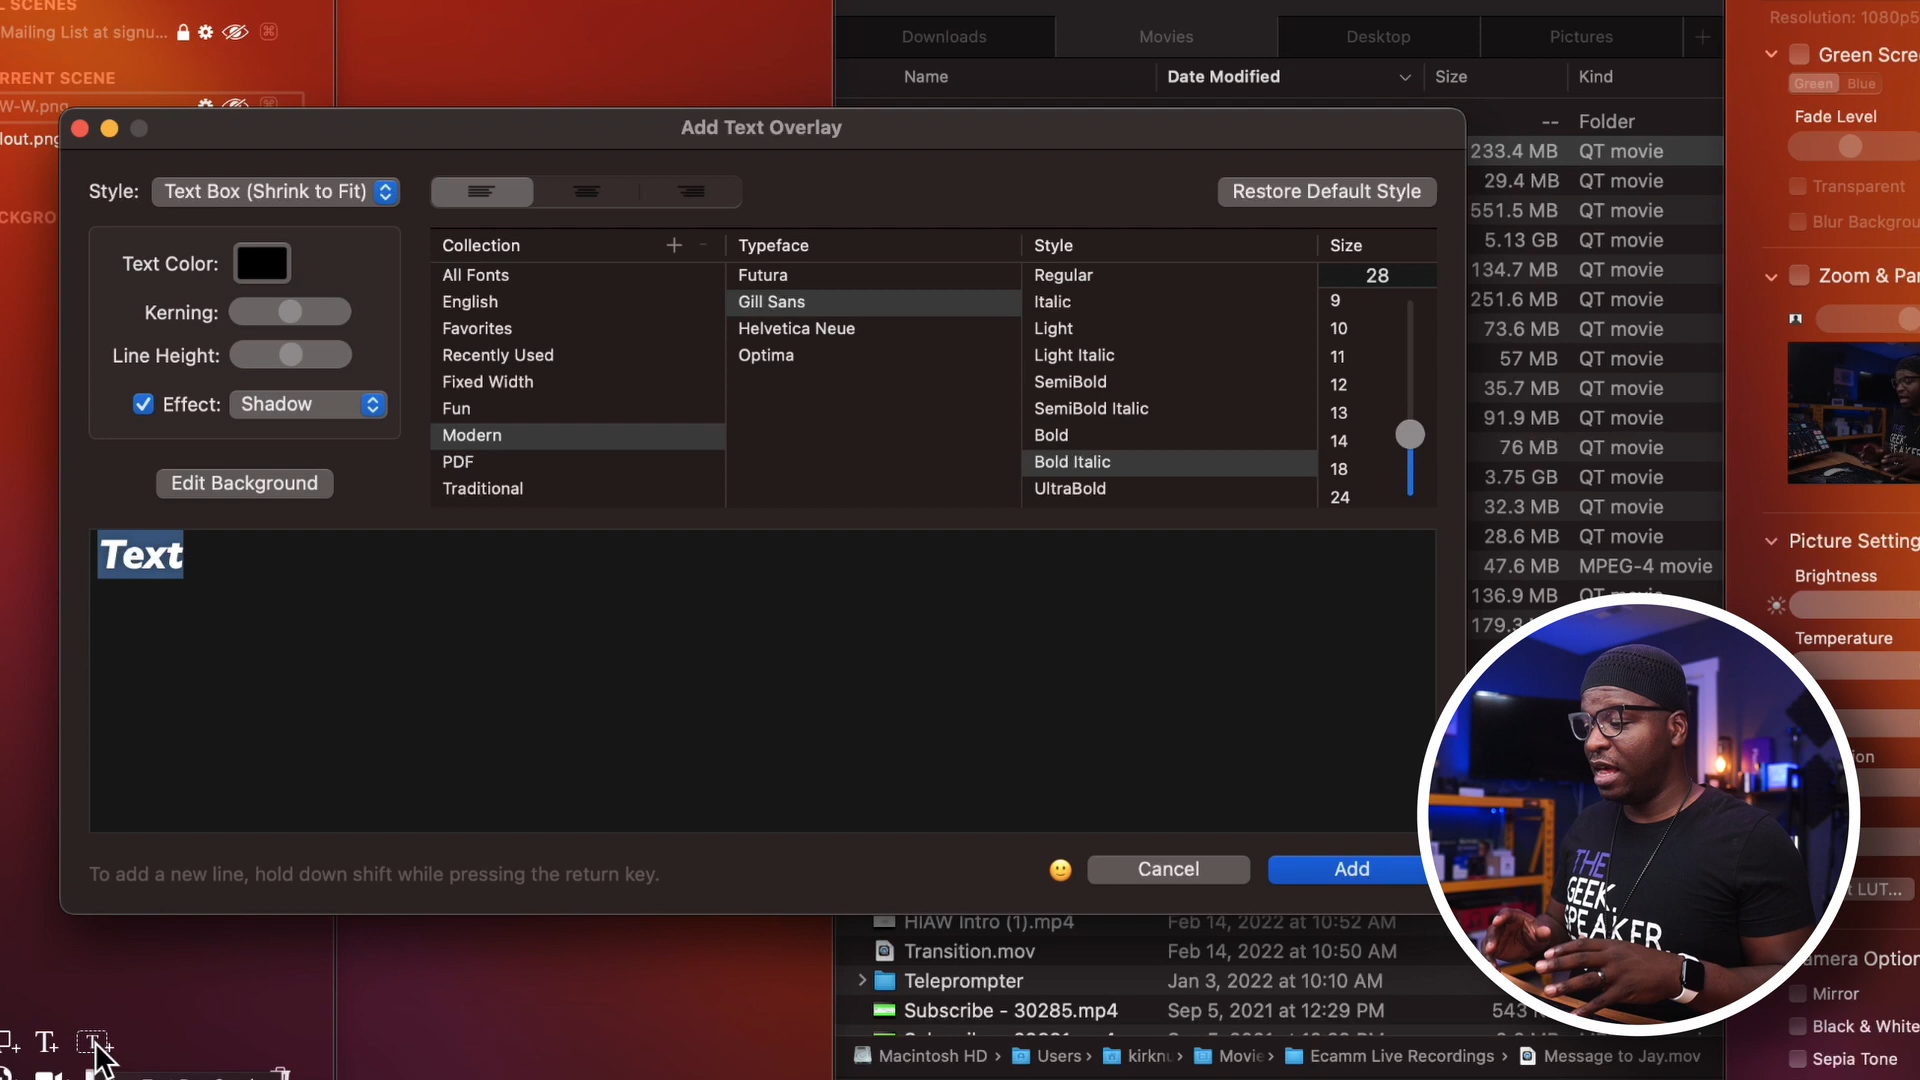 L SCENES
Mailing List at signu...
RRENT SCENE
W-W.png
lout.png
CKGRO
Downloads
Movies
Desktop
Pictures
Name
Date Modified
Size
Kind
-- Folder
233.4 MB QT movie
29.4 MB QT movie
551.5 MB QT movie
5.13 GB QT movie
134.7 MB QT movie
251.6 MB QT movie
73.6 MB QT movie
57 MB QT movie
35.7 MB QT movie
91.9 MB QT movie
76 MB QT movie
3.75 GB QT movie
32.3 MB QT movie
28.6 MB QT movie
47.6 MB MPEG-4 movie
136.9 MB QT movie
179.3
Add Text Overlay
Style: Text Box (Shrink to Fit)
Restore Default Style
Text Color:
Kerning:
Line Height:
Effect: Shadow
Edit Background
Collection + -
All Fonts
English
Favorites
Recently Used
Fixed Width
Fun
Modern
PDF
Traditional
Typeface
Futura
Gill Sans
Helvetica Neue
Optima
Style
Regular
Italic
Light
Light Italic
SemiBold
SemiBold Italic
Bold
Bold Italic
UltraBold
Size
28
9
10
11
12
13
14
18
24
Text
To add a new line, hold down shift while pressing the return key.
Cancel
Add
HIAW Intro (1).mp4 Feb 14, 2022 at 10:52 AM
Transition.mov Feb 14, 2022 at 10:50 AM
Teleprompter Jan 3, 2022 at 10:10 AM
Subscribe - 30285.mp4 Sep 5, 2021 at 12:29 PM 543
Macintosh HD › Users › kirknu › Movie › Ecamm Live Recordings › Message to Jay.mov
Resolution: 1080p5
Green Scre
Green Blue
Fade Level
Transparent
Blur Backgrou
Zoom & Pa
Picture Setting
Brightness
Temperature
ion
t LUT...
amera Option
Mirror
Black & White
Sepia Tone
THE
GEEK.
SPEAKER